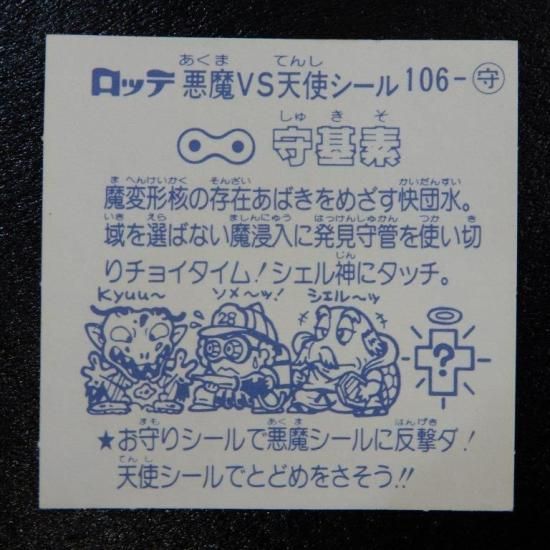 ロッテ 悪魔VS天使シール 106-守
あくま てんし
しゅ き そ
守基素
ま へんけいかく そんざい かいだんすい
魔変形核の存在あばきをめざす快団水。
いき えら ましんにゅう はっけんしゅかん つか き
域を選ばない魔浸入に発見守管を使い切
じん
りチョイタイム!シェル神にタッチ。
Kyuu〜 ソメ〜ッ! シェル〜ッ
28
?
まも あくま はんげき
★お守りシールで悪魔シールに反撃ダ!
てんし
天使シールでとどめをさそう!!